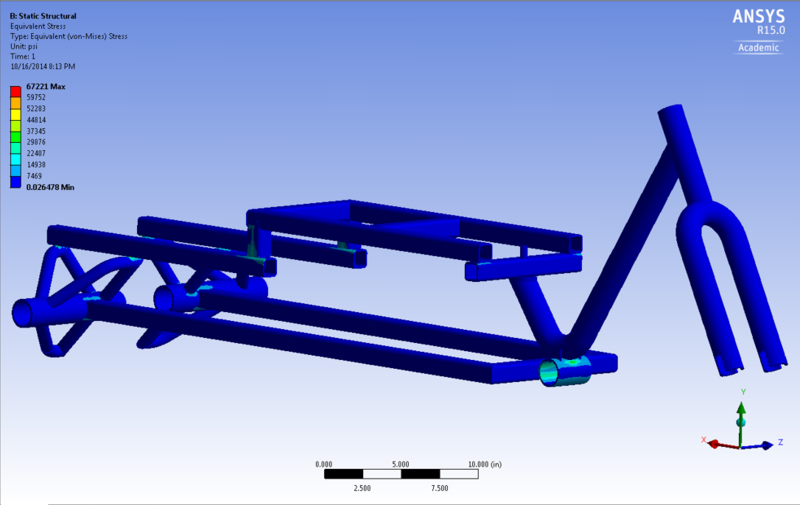 B: Static Structural
Equivalent Stress
Type: Equivalent (von-Mises) Stress
Unit: psi
Time: 1
10/16/2014 8:13 PM
67221 Max
59752
52283
44814
37345
29876
22407
14938
7469
0.026478 Min
ANSYS
R15.0
Academic
0.000 5.000 10.000 (in)
2.500 7.500
Y
X
Z